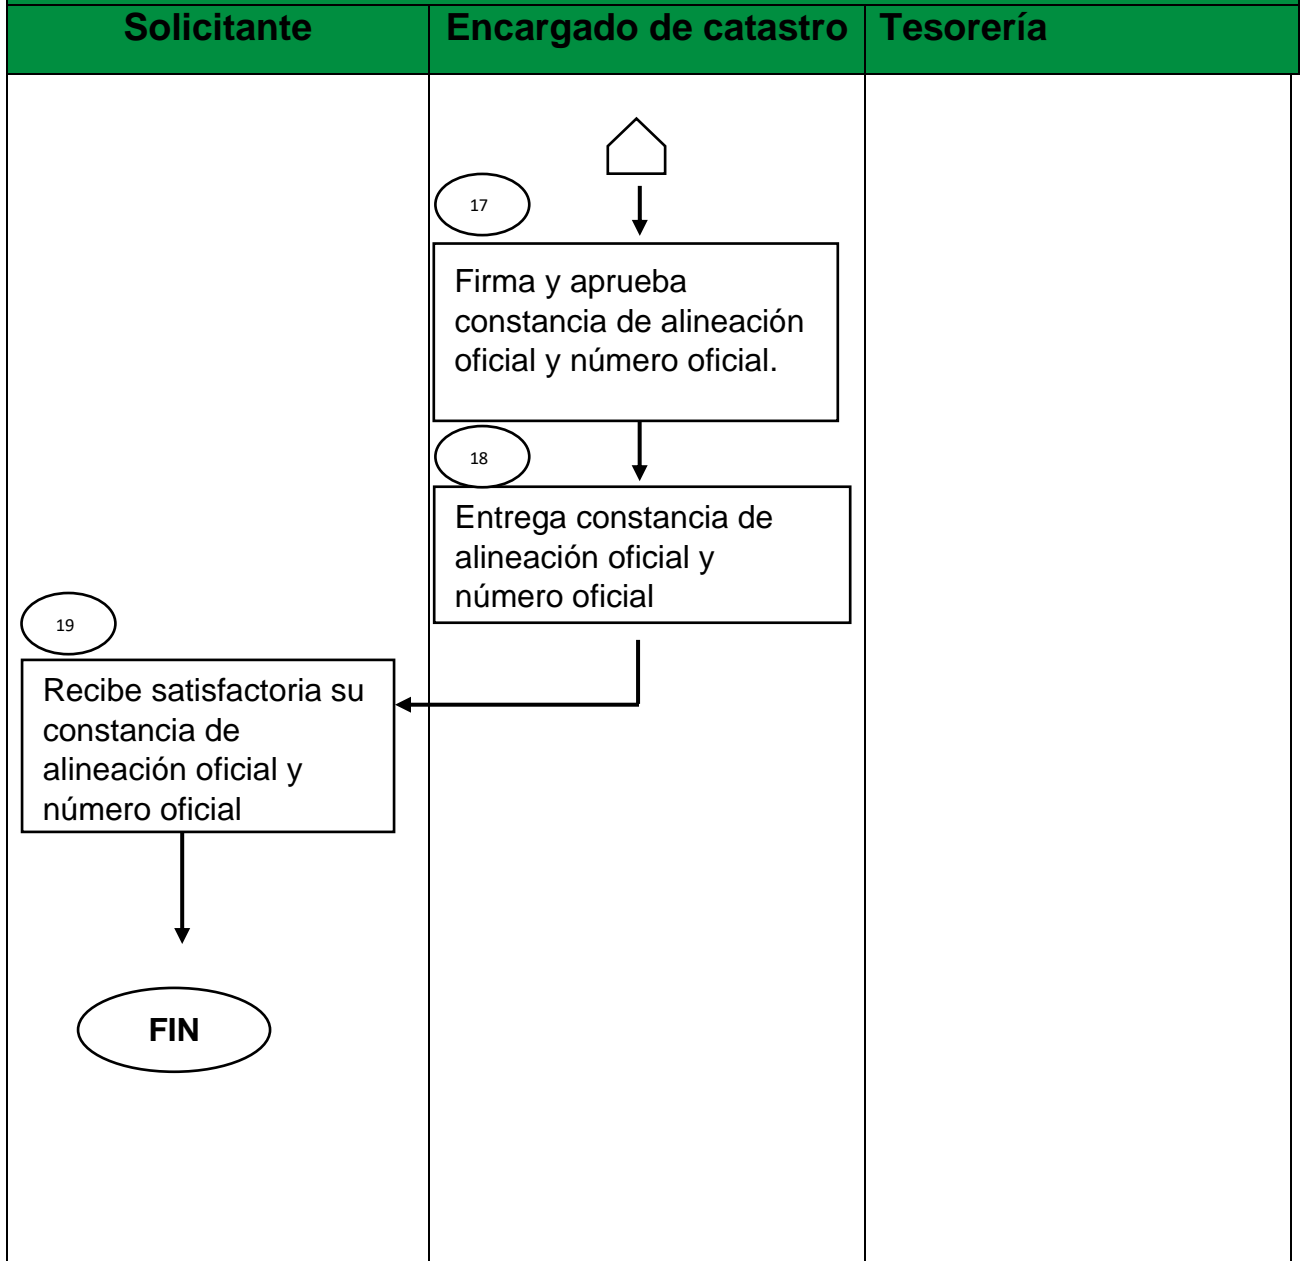 Solicitante
Encargado de catastro
Tesorería
17
Firma y aprueba
constancia de alineación
oficial y número oficial.
18
Entrega constancia de
alineación oficial y
número oficial
19
Recibe satisfactoria su
constancia de
alineación oficial y
número oficial
FIN